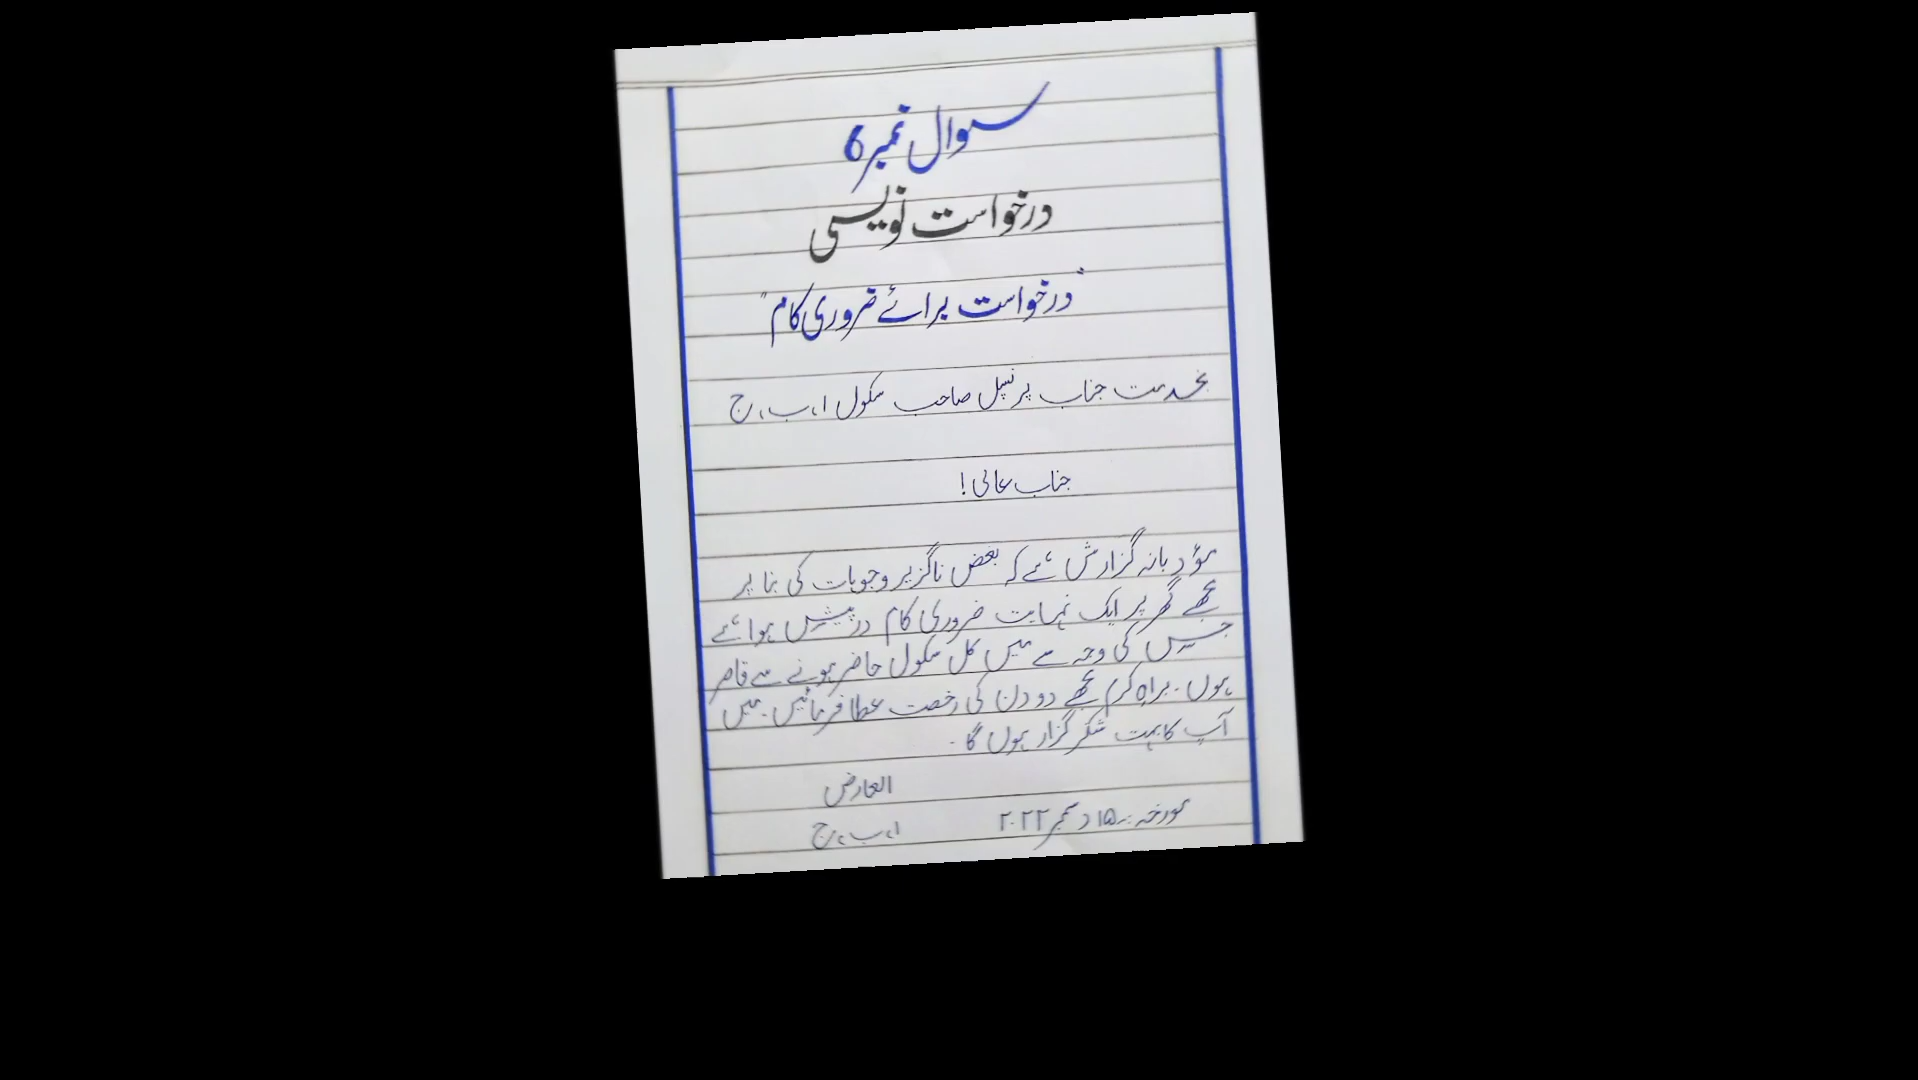 سوال نمبر 6
درخواست نویسی
"درخواست برائے ضروری کام"
بخدمت جناب پرنسپل صاحب سکول ا،ب،ج
جناب عالی!
مؤدبانہ گزارش ہے کہ بعض ناگزیر وجوہات کی بنا پر
مجھے گھر پر ایک نہایت ضروری کام درپیش ہوا ہے
جس کی وجہ سے میں کل سکول حاضر ہونے سے قاصر
ہوں۔ براہِ کرم مجھے دو دن کی رخصت عطا فرمائیں۔ میں
آپ کا بہت شکر گزار ہوں گا۔
العارض
مورخہ:۔ ۱۵ دسمبر ۲۰۲۲ ا،ب،ج